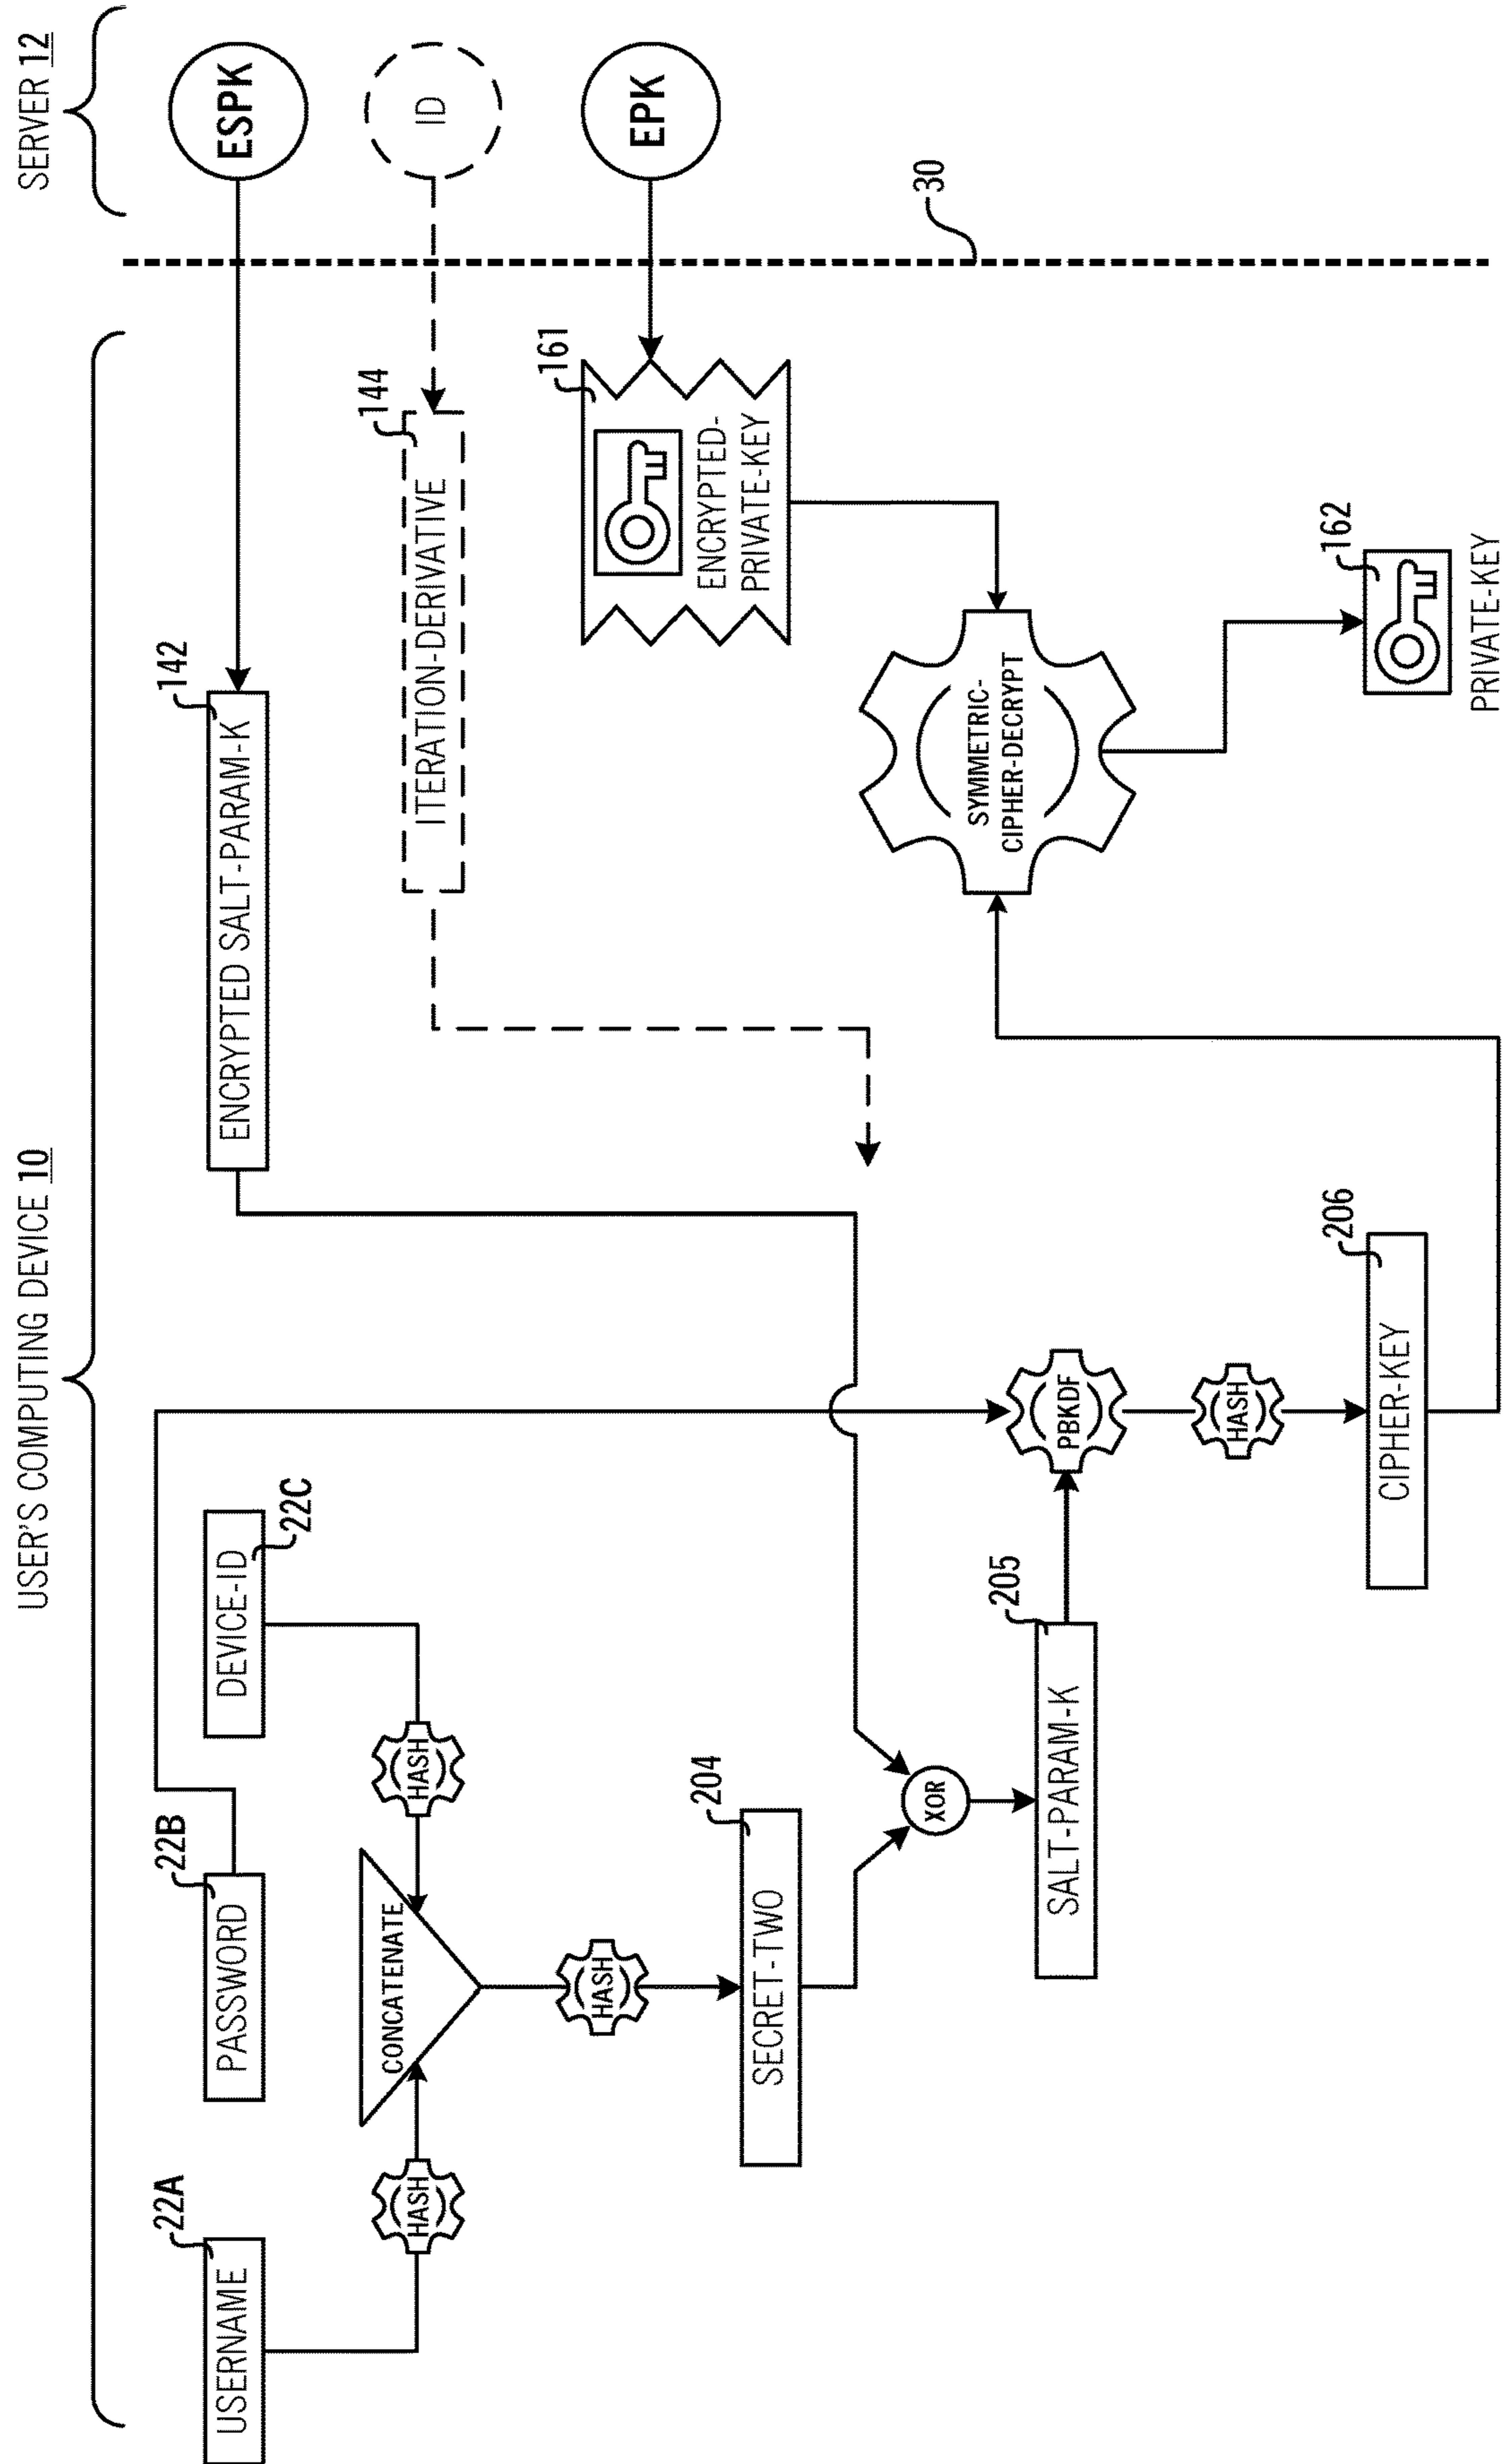 USER'S COMPUTING DEVICE 10
SERVER 12
USERNAME
22A
PASSWORD
22B
DEVICE-ID
22C
ENCRYPTED SALT-PARAM-K
142
ESPK
HASH
CONCATENATE
HASH
ITERATION-DERIVATIVE
144
ID
HASH
161
ENCRYPTED-
PRIVATE-KEY
EPK
SECRET-TWO
204
XOR
30
SALT-PARAM-K
205
PBKDF
SYMMETRIC-
CIPHER-DECRYPT
HASH
CIPHER-KEY
206
162
PRIVATE-KEY